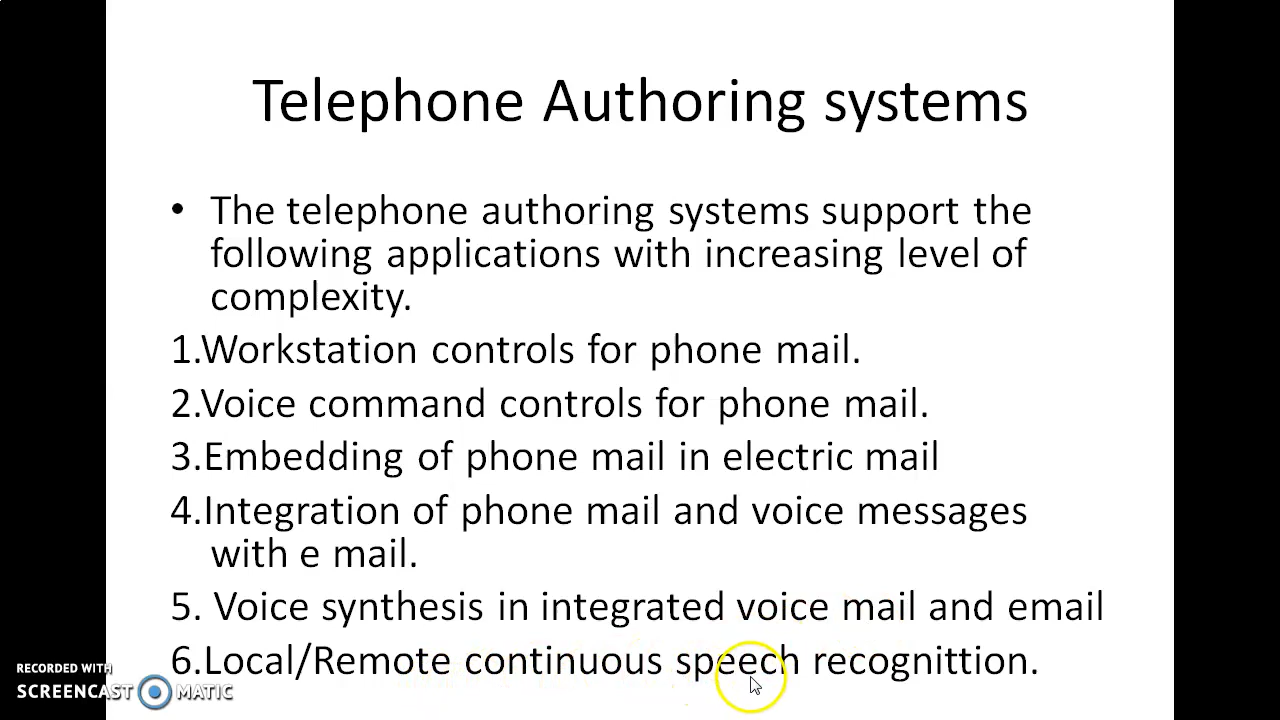 Telephone Authoring systems
• The telephone authoring systems support the
following applications with increasing level of
complexity.
1.Workstation controls for phone mail.
2.Voice command controls for phone mail.
3.Embedding of phone mail in electric mail
4.Integration of phone mail and voice messages
with e mail.
5. Voice synthesis in integrated voice mail and email
6.Local/Remote continuous speech recognittion.
RECORDED WITH
SCREENCAST MATIC